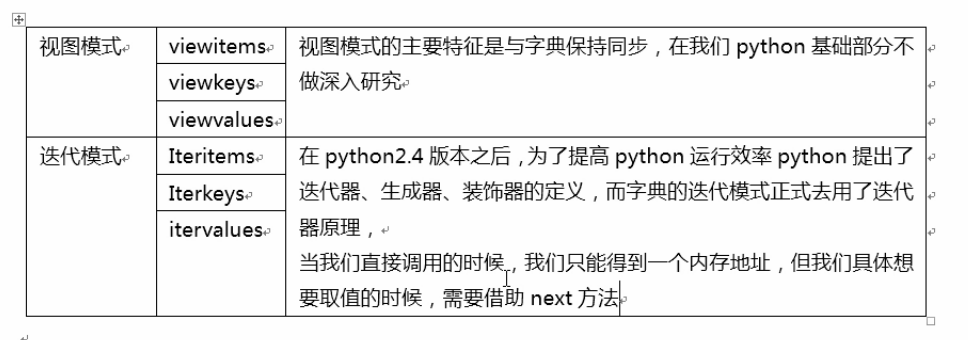 视图模式
viewitems
viewkeys
viewvalues
视图模式的主要特征是与字典保持同步，在我们 python 基础部分不
做深入研究
迭代模式
Iteritems
Iterkeys
itervalues
在 python2.4 版本之后，为了提高 python 运行效率 python 提出了
迭代器、生成器、装饰器的定义，而字典的迭代模式正式去用了迭代
器原理，
当我们直接调用的时候，我们只能得到一个内存地址，但我们具体想
要取值的时候，需要借助 next 方法